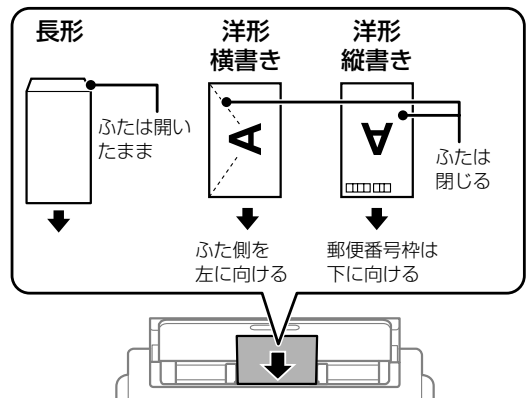 長形
ふたは開い
たまま
洋形
横書き
A
ふた側を
左に向ける
洋形
縦書き
A
ふたは
閉じる
郵便番号枠は
下に向ける